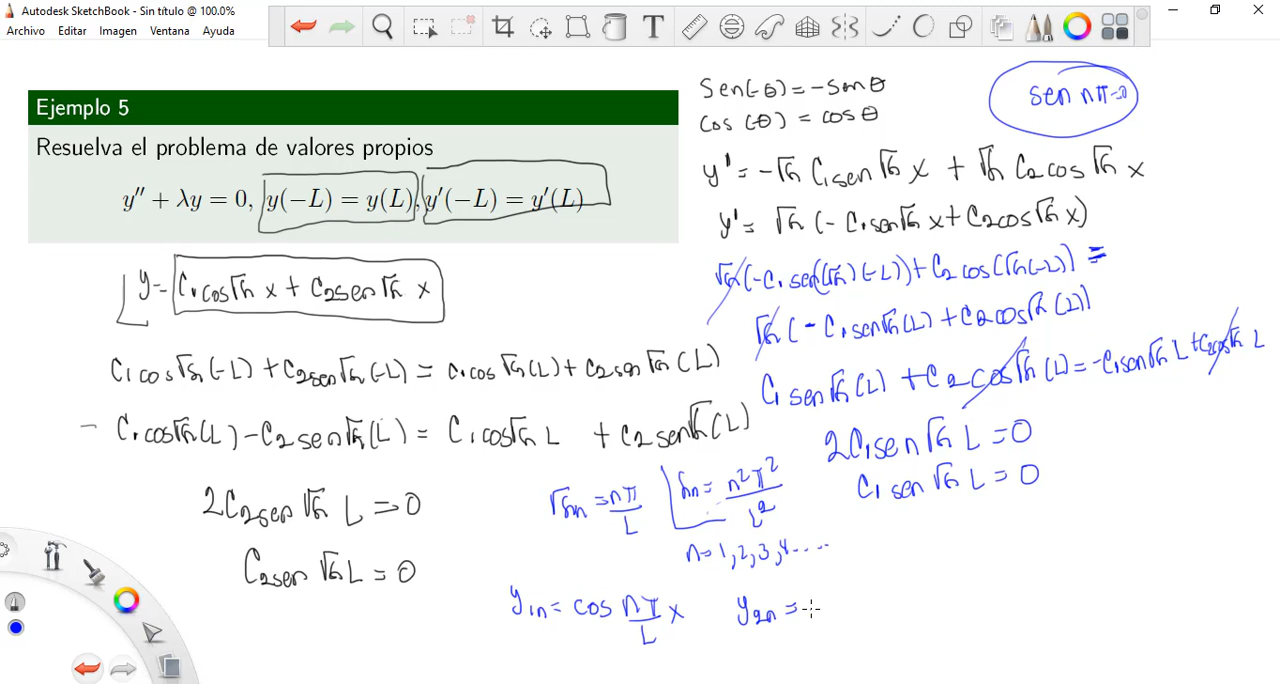 Autodesk SketchBook - Sin título @ 100.0%
Archivo Editar Imagen Ventana Ayuda
Ejemplo 5
Resuelva el problema de valores propios
y'' + λy = 0, y(−L) = y(L), y'(−L) = y'(L)
y = C₁cos√λ x + C₂sen√λ x
C₁cos√λ(-L) + C₂sen√λ(-L) = C₁cos√λ(L) + C₂sen√λ(L)
- C₁cos√λ(L) - C₂sen√λ(L) = C₁cos√λ L + C₂sen√λ(L)
2C₂sen√λ L = 0
C₂sen√λ L = 0
Sen(-θ) = -senθ
Cos(-θ) = cosθ
sen nπ=0
y' = -√λ C₁sen√λ x + √λ C₂cos√λ x
y' = √λ(-C₁sen√λ x + C₂cos√λ x)
√λ(-C₁sen((√λ)(-L)) + C₂cos(√λ(-L)) =
√λ(-C₁sen√λ(L) + C₂cos√λ(L))
C₁sen√λ(L) + C₂cos√λ(L) = -C₁sen√λ L + C₂cos√λ L
2C₁sen√λ L = 0
C₁sen√λ L = 0
√λn = nπ/L λn = n²π²/L²
n=1,2,3,4....
y₁n = cos nπ/L x y₂n =